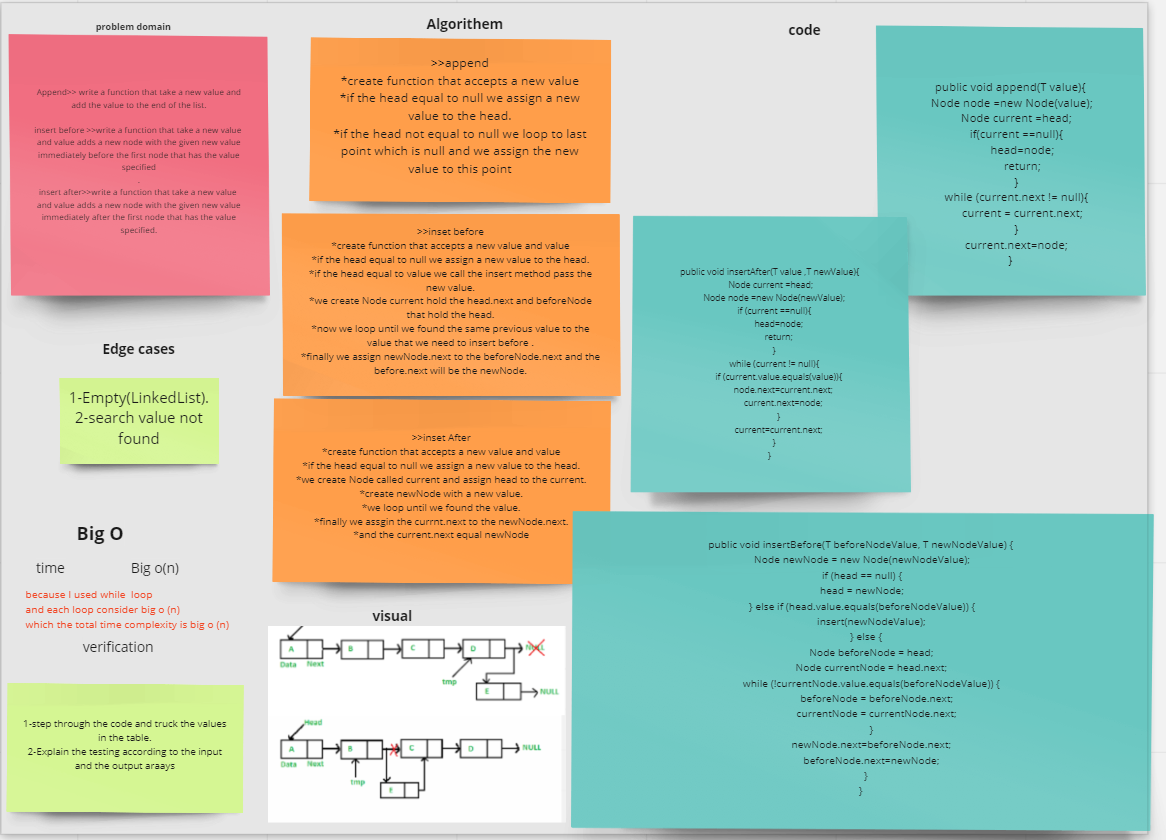 problem domain
Append>> write a function that take a new value and
add the value to the end of the list.
insert before >>write a function that take a new value
and value adds a new node with the given new value
immediately before the first node that has the value
specified
insert after>>write a function that take a new value
and value adds a new node with the given new value
immediately after the first node that has the value
specified.
Edge cases
1-Empty(LinkedList).
2-search value not
found
Big O
time Big o(n)
because I used while loop
and each loop consider big o (n)
which the total time complexity is big o (n)
verification
1-step through the code and truck the values
in the table.
2-Explain the testing according to the input
and the output araays
Algorithem
>>append
*create function that accepts a new value
*if the head equal to null we assign a new
value to the head.
*if the head not equal to null we loop to last
point which is null and we assign the new
value to this point
>>inset before
*create function that accepts a new value and value
*if the head equal to null we assign a new value to the head.
*if the head equal to value we call the insert method pass the
new value.
*we create Node current hold the head.next and beforeNode
that hold the head.
*now we loop until we found the same previous value to the
value that we need to insert before .
*finally we assign newNode.next to the beforeNode.next and the
before.next will be the newNode.
>>inset After
*create function that accepts a new value and value
*if the head equal to null we assign a new value to the head.
*we create Node called current and assign head to the current.
*create newNode with a new value.
*we loop until we found the value.
*finally we assgin the currnt.next to the newNode.next.
*and the current.next equal newNode
visual
A B C D NULL
Data Next
tmp
E NULL
Head
A B C D NULL
Data Next
tmp
E
code
public void append(T value){
Node node =new Node(value);
Node current =head;
if(current ==null){
head=node;
return;
}
while (current.next != null){
current = current.next;
}
current.next=node;
}
public void insertAfter(T value ,T newValue){
Node current =head;
Node node =new Node(newValue);
if (current ==null){
head=node;
return;
}
while (current != null){
if (current.value.equals(value)){
node.next=current.next;
current.next=node;
}
current=current.next;
}
}
public void insertBefore(T beforeNodeValue, T newNodeValue) {
Node newNode = new Node(newNodeValue);
if (head == null) {
head = newNode;
} else if (head.value.equals(beforeNodeValue)) {
insert(newNodeValue);
} else {
Node beforeNode = head;
Node currentNode = head.next;
while (!currentNode.value.equals(beforeNodeValue)) {
beforeNode = beforeNode.next;
currentNode = currentNode.next;
}
newNode.next=beforeNode.next;
beforeNode.next=newNode;
}
}